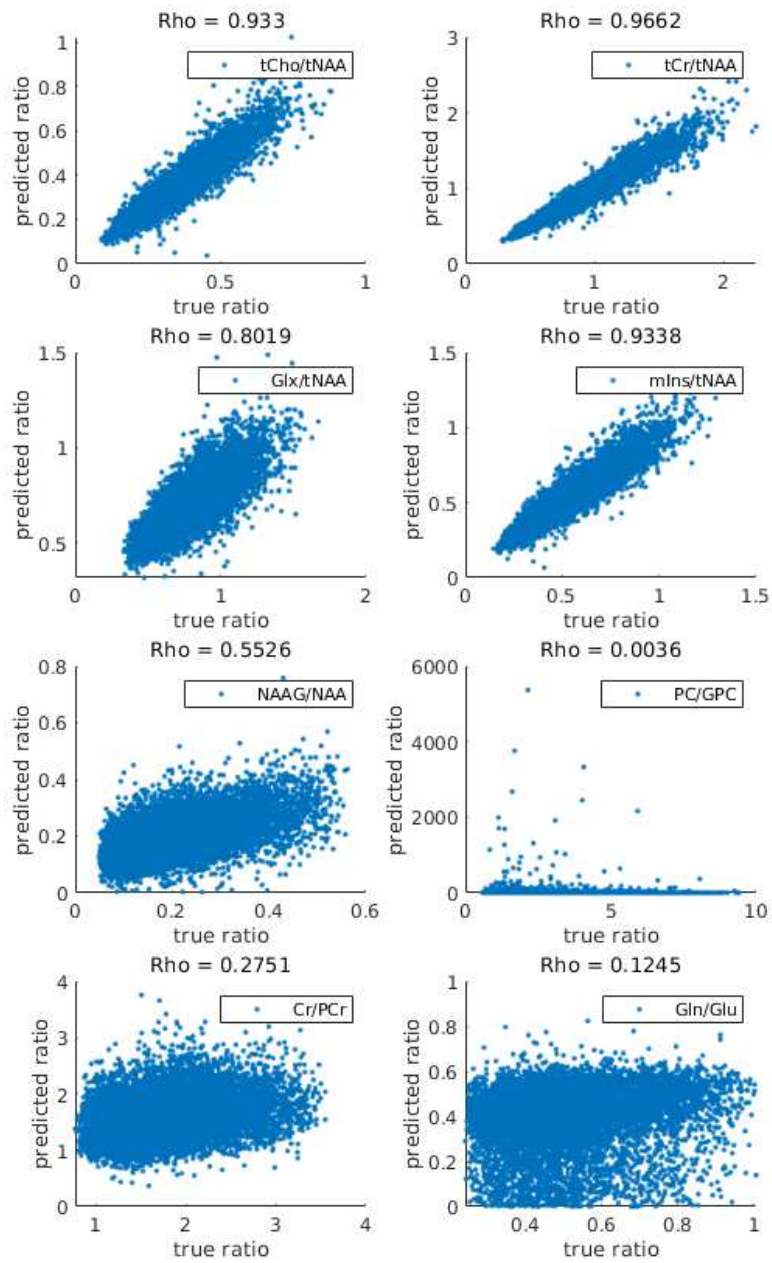 Rho = 0.933
1
0.8
0.6
0.4
0.2
0
predicted ratio
tCho/tNAA
0
0.5
1
true ratio
Rho = 0.9662
3
2
1
0
predicted ratio
tCr/tNAA
0
1
2
true ratio
Rho = 0.8019
1.5
1
0.5
predicted ratio
Glx/tNAA
0
1
2
true ratio
Rho = 0.9338
1.5
1
0.5
0
predicted ratio
mIns/tNAA
0
0.5
1
1.5
true ratio
Rho = 0.5526
0.8
0.6
0.4
0.2
0
predicted ratio
NAAG/NAA
0
0.2
0.4
0.6
true ratio
Rho = 0.0036
6000
4000
2000
0
predicted ratio
PC/GPC
0
5
10
true ratio
Rho = 0.2751
4
3
2
1
0
predicted ratio
Cr/PCr
1
2
3
4
true ratio
Rho = 0.1245
1
0.8
0.6
0.4
0.2
0
predicted ratio
Gln/Glu
0.4
0.6
0.8
1
true ratio